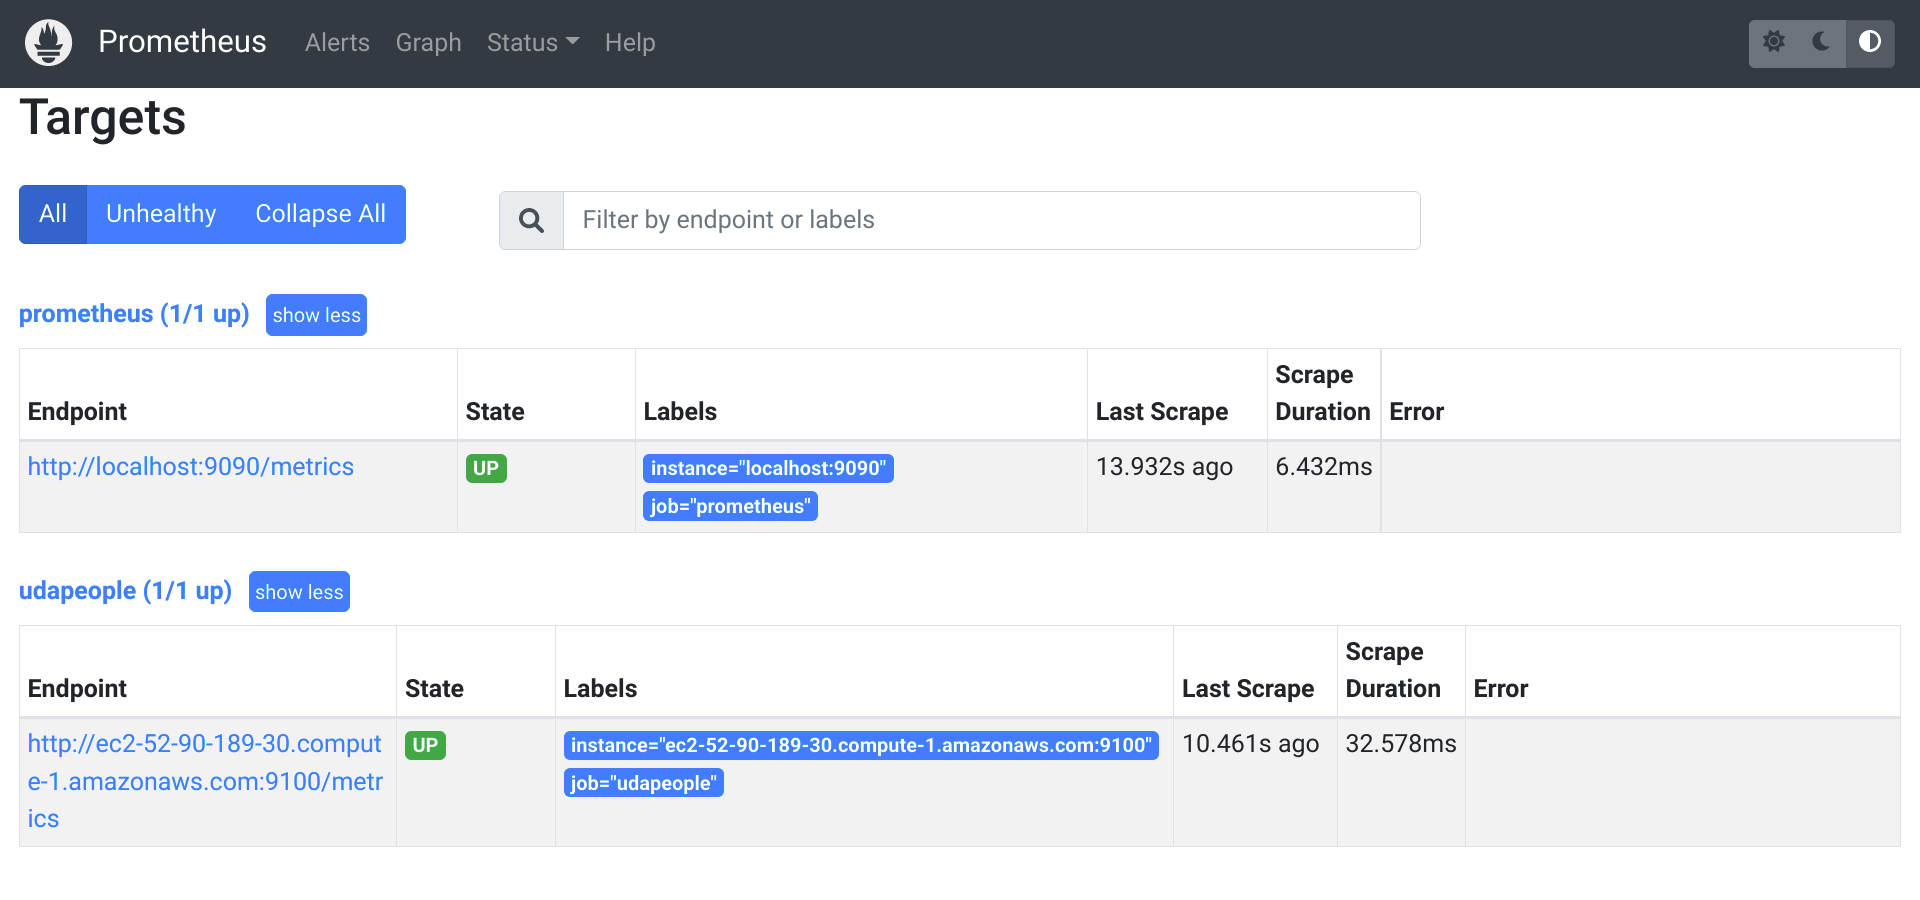 Prometheus Alerts Graph Status Help
Targets
All Unhealthy Collapse All
Filter by endpoint or labels
prometheus (1/1 up) show less
Endpoint State Labels Last Scrape Scrape Duration Error
http://localhost:9090/metrics UP instance="localhost:9090" 13.932s ago 6.432ms
job="prometheus"
udapeople (1/1 up) show less
Endpoint State Labels Last Scrape Scrape Duration Error
http://ec2-52-90-189-30.comput UP instance="ec2-52-90-189-30.compute-1.amazonaws.com:9100" 10.461s ago 32.578ms
e-1.amazonaws.com:9100/metr job="udapeople"
ics